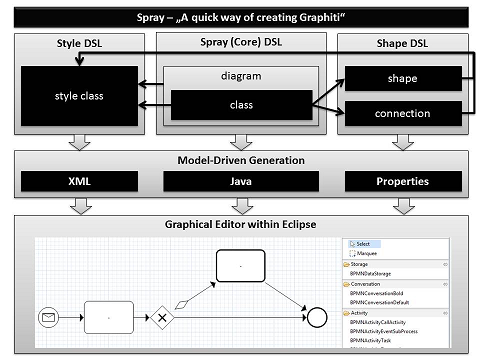 Spray – „A quick way of creating Graphiti“
Style DSL
Spray (Core) DSL
Shape DSL
diagram
style class
class
shape
connection
Model-Driven Generation
XML
Java
Properties
Graphical Editor within Eclipse
Select
Marquee
Storage
BPMNDataStorage
Conversation
BPMNConversationBold
BPMNConversationDefault
Activity
BPMNActivityCallActivity
BPMNActivityEventSubProcess
BPMNActivityTask